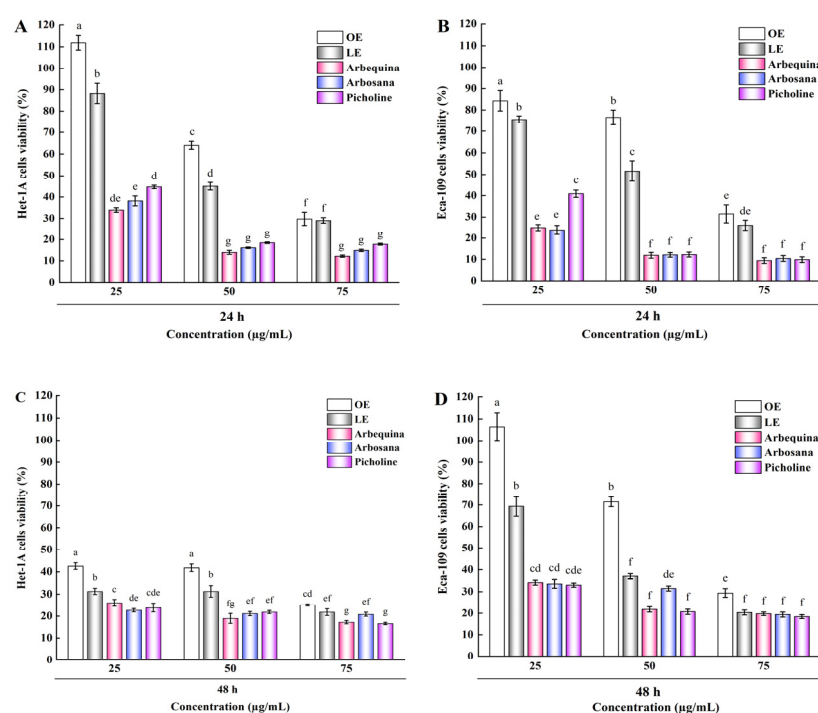 A
120
110
100
90
80
70
60
50
40
30
20
10
0
Het-1A cells viability (%)
a
b
de
e
d
c
d
g
g
g
f
f
g
g
g
OE
LE
Arbequina
Arbosana
Picholine
25
50
75
24 h
Concentration (µg/mL)
B
120
110
100
90
80
70
60
50
40
30
20
10
0
Eca-109 cells viability (%)
a
b
e
e
c
b
c
f
f
f
e
de
f
f
f
OE
LE
Arbequina
Arbosana
Picholine
25
50
75
24 h
Concentration (µg/mL)
C
120
110
100
90
80
70
60
50
40
30
20
10
0
Het-1A cells viability (%)
a
b
c
de
cde
a
b
fg
ef
ef
cd
ef
g
ef
g
OE
LE
Arbequina
Arbosana
Picholine
25
50
75
48 h
Concentration (µg/mL)
D
120
110
100
90
80
70
60
50
40
30
20
10
0
Eca-109 cells viability (%)
a
b
cd
cd
cde
b
f
f
de
f
e
f
f
f
f
OE
LE
Arbequina
Arbosana
Picholine
25
50
75
48 h
Concentration (µg/mL)